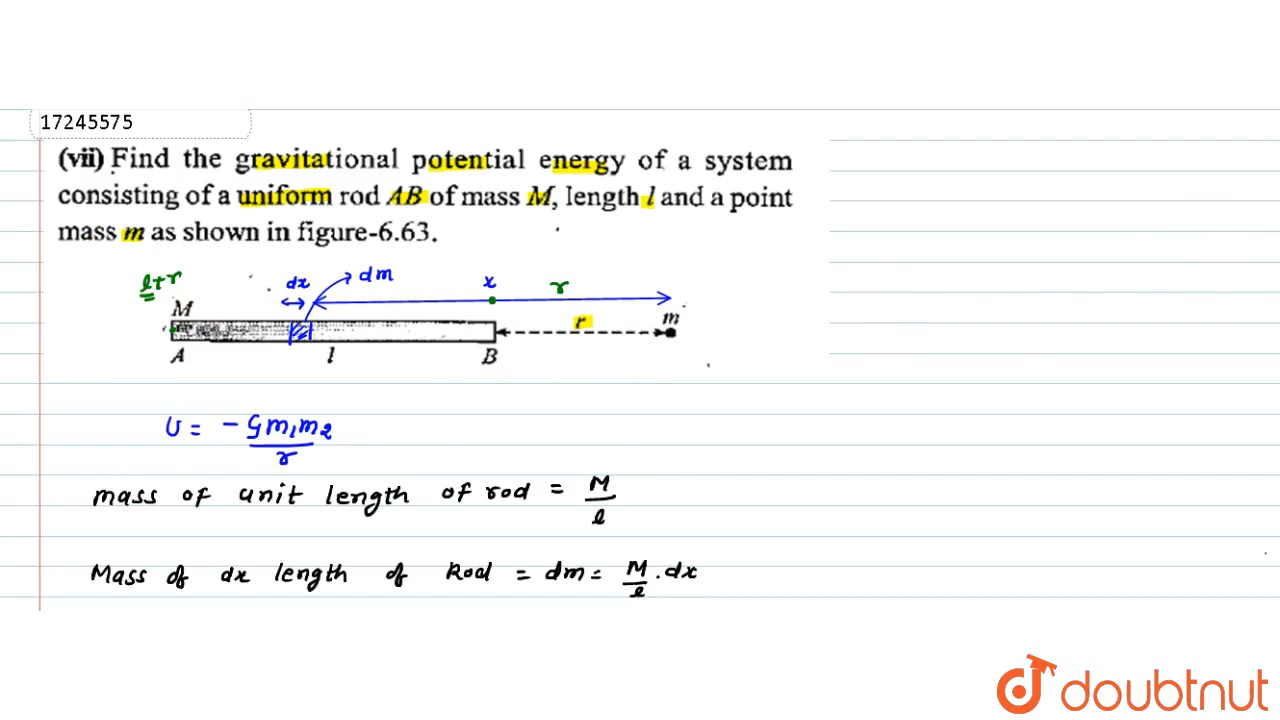 17245575
(vii) Find the gravitational potential energy of a system
consisting of a uniform rod AB of mass M, length l and a point
mass m as shown in figure-6.63.
l+r
dx
dm
x
r
M
r
m
A
l
B
U = - Gm₁m₂/r
mass of unit length of rod = M/l
Mass of dx length of Rod = dm = M/l . dx
doubtnut